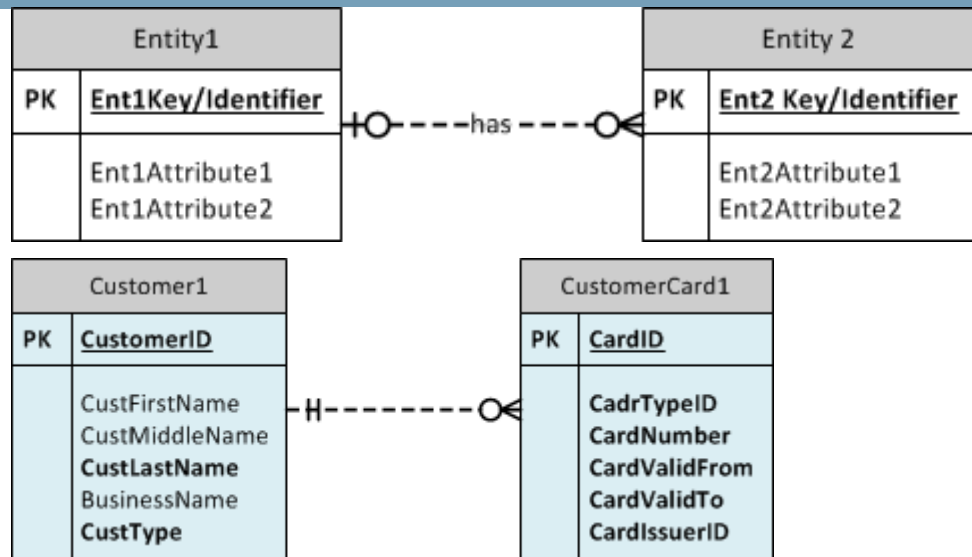 Entity1
PK Ent1Key/Identifier
Ent1Attribute1
Ent1Attribute2
has
Entity 2
PK Ent2 Key/Identifier
Ent2Attribute1
Ent2Attribute2
Customer1
PK CustomerID
CustFirstName
CustMiddleName
CustLastName
BusinessName
CustType
CustomerCard1
PK CardID
CadrTypeID
CardNumber
CardValidFrom
CardValidTo
CardIssuerID